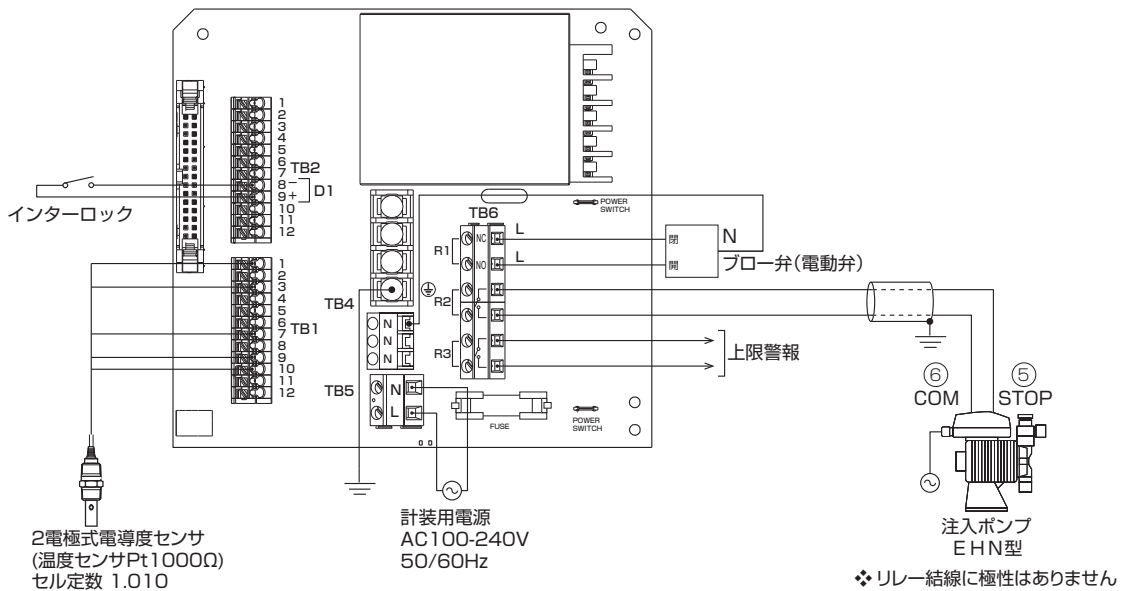 1
2
3
4
5
6
7
8 −
9 +
10
11
12
TB2
D1
インターロック
1
2
3
4
5
6
7
8
9
10
11
12
TB1
2電極式電導度センサ
(温度センサPt1000Ω)
セル定数 1.010
POWER
SWITCH
TB6
R1
NC
L
NO
L
R2
R3
TB4
N
N
N
TB5
N
L
FUSE
POWER
SWITCH
計装用電源
AC100-240V
50/60Hz
閉
開
N
ブロー弁(電動弁)
上限警報
⑥
COM
⑤
STOP
注入ポンプ
EHN型
❖ リレー結線に極性はありません